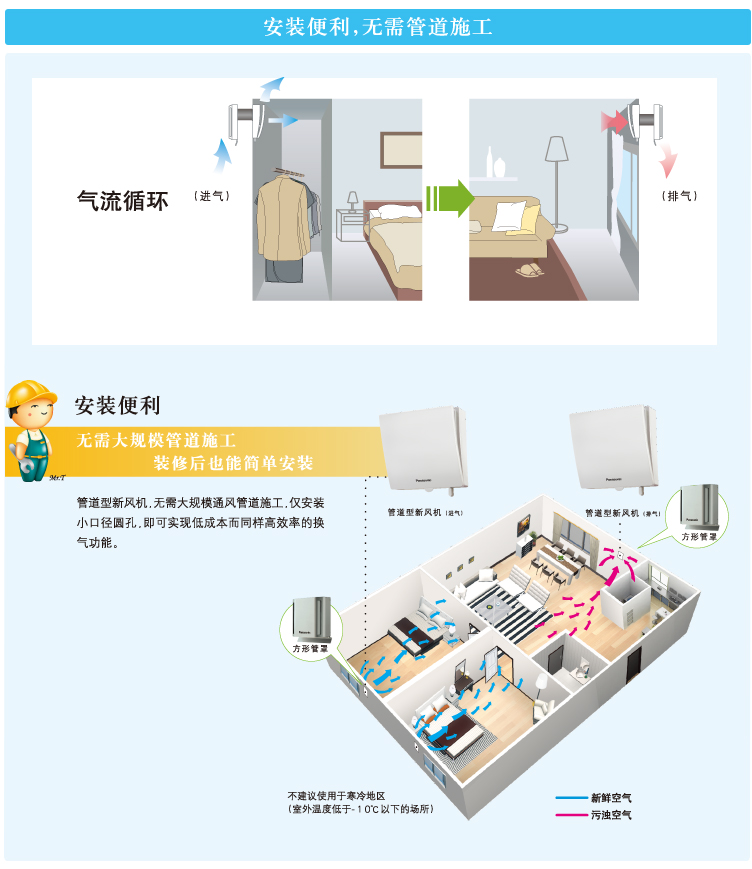 安装便利,无需管道施工
气流循环
(进气)
(排气)
安装便利
无需大规模管道施工
装修后也能简单安装
Mr.T
管道型新风机,无需大规模通风管道施工,仅安装
小口径圆孔,即可实现低成本而同样高效率的换
气功能。
Panasonic
管道型新风机(进气)
Panasonic
管道型新风机(排气)
方形管罩
Panasonic
方形管罩
不建议使用于寒冷地区
(室外温度低于-10℃以下的场所)
新鲜空气
污浊空气